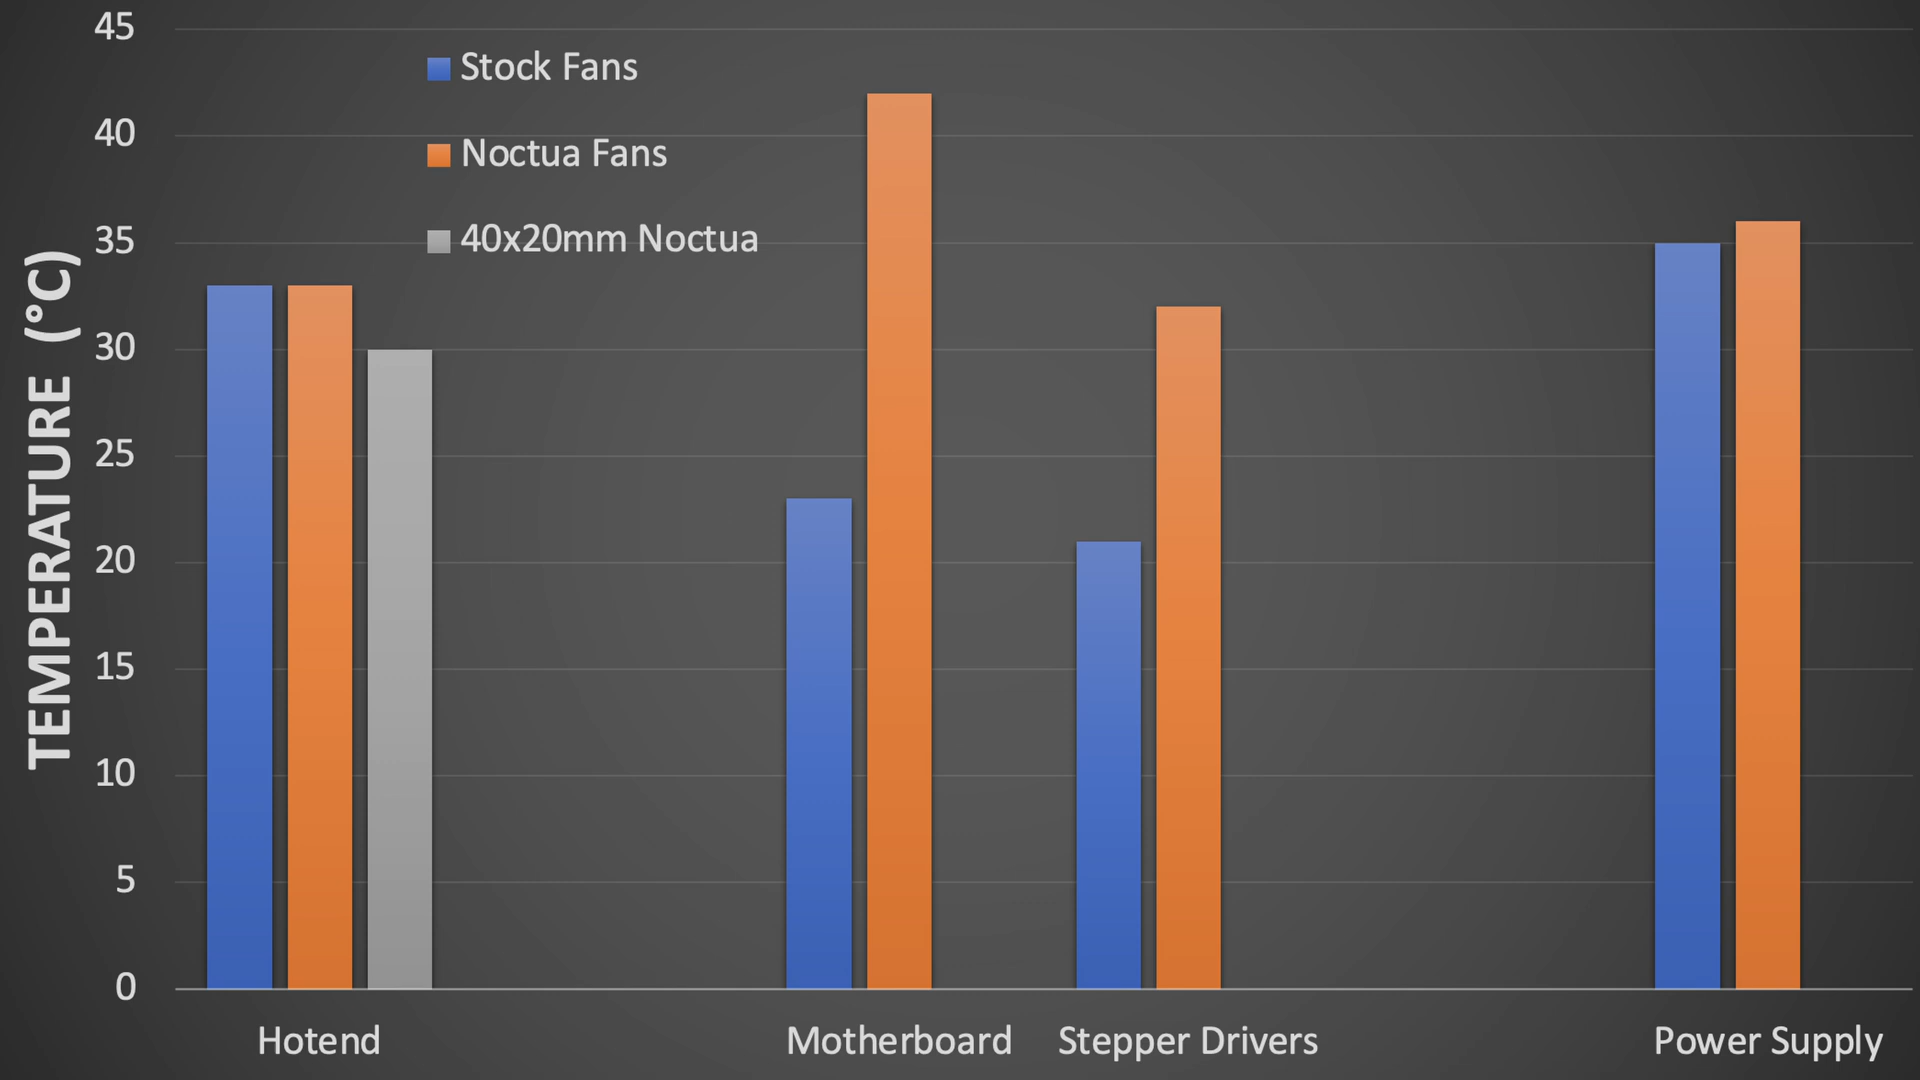 45
40
35
30
25
20
15
10
5
0
TEMPERATURE (°C)
Stock Fans
Noctua Fans
40x20mm Noctua
Hotend
Motherboard
Stepper Drivers
Power Supply